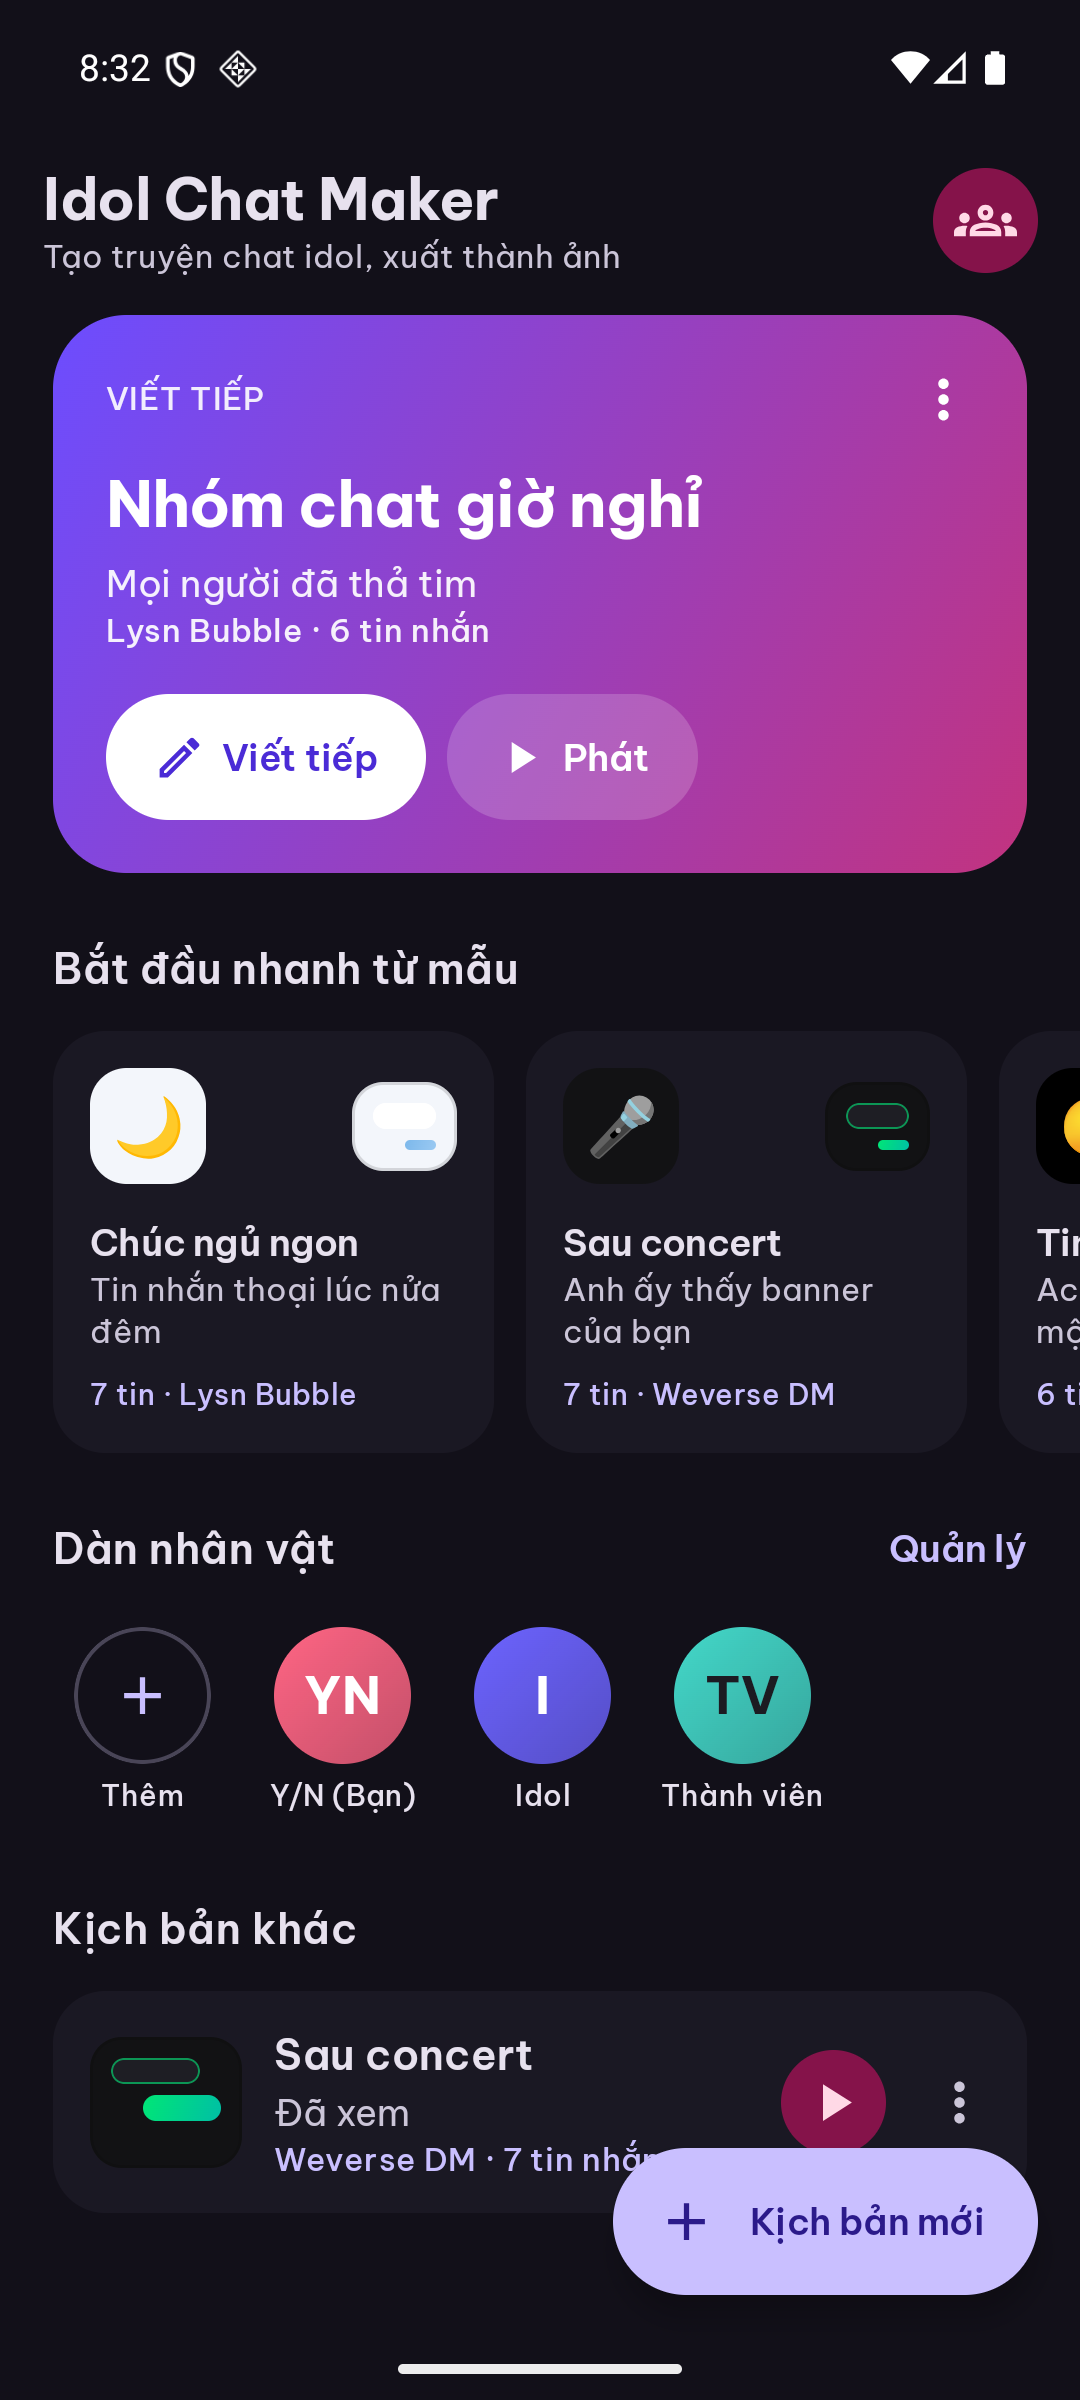 8:32
Idol Chat Maker
Tạo truyện chat idol, xuất thành ảnh
VIẾT TIẾP
Nhóm chat giờ nghỉ
Mọi người đã thả tim
Lysn Bubble · 6 tin nhắn
Viết tiếp
Phát
Bắt đầu nhanh từ mẫu
Chúc ngủ ngon
Tin nhắn thoại lúc nửa
đêm
7 tin · Lysn Bubble
Sau concert
Anh ấy thấy banner
của bạn
7 tin · Weverse DM
6
Dàn nhân vật
Quản lý
YN
I
TV
Thêm
Y/N (Bạn)
Idol
Thành viên
Kịch bản khác
Sau concert
Đã xem
Weverse DM · 7 tin nhắn
Kịch bản mới